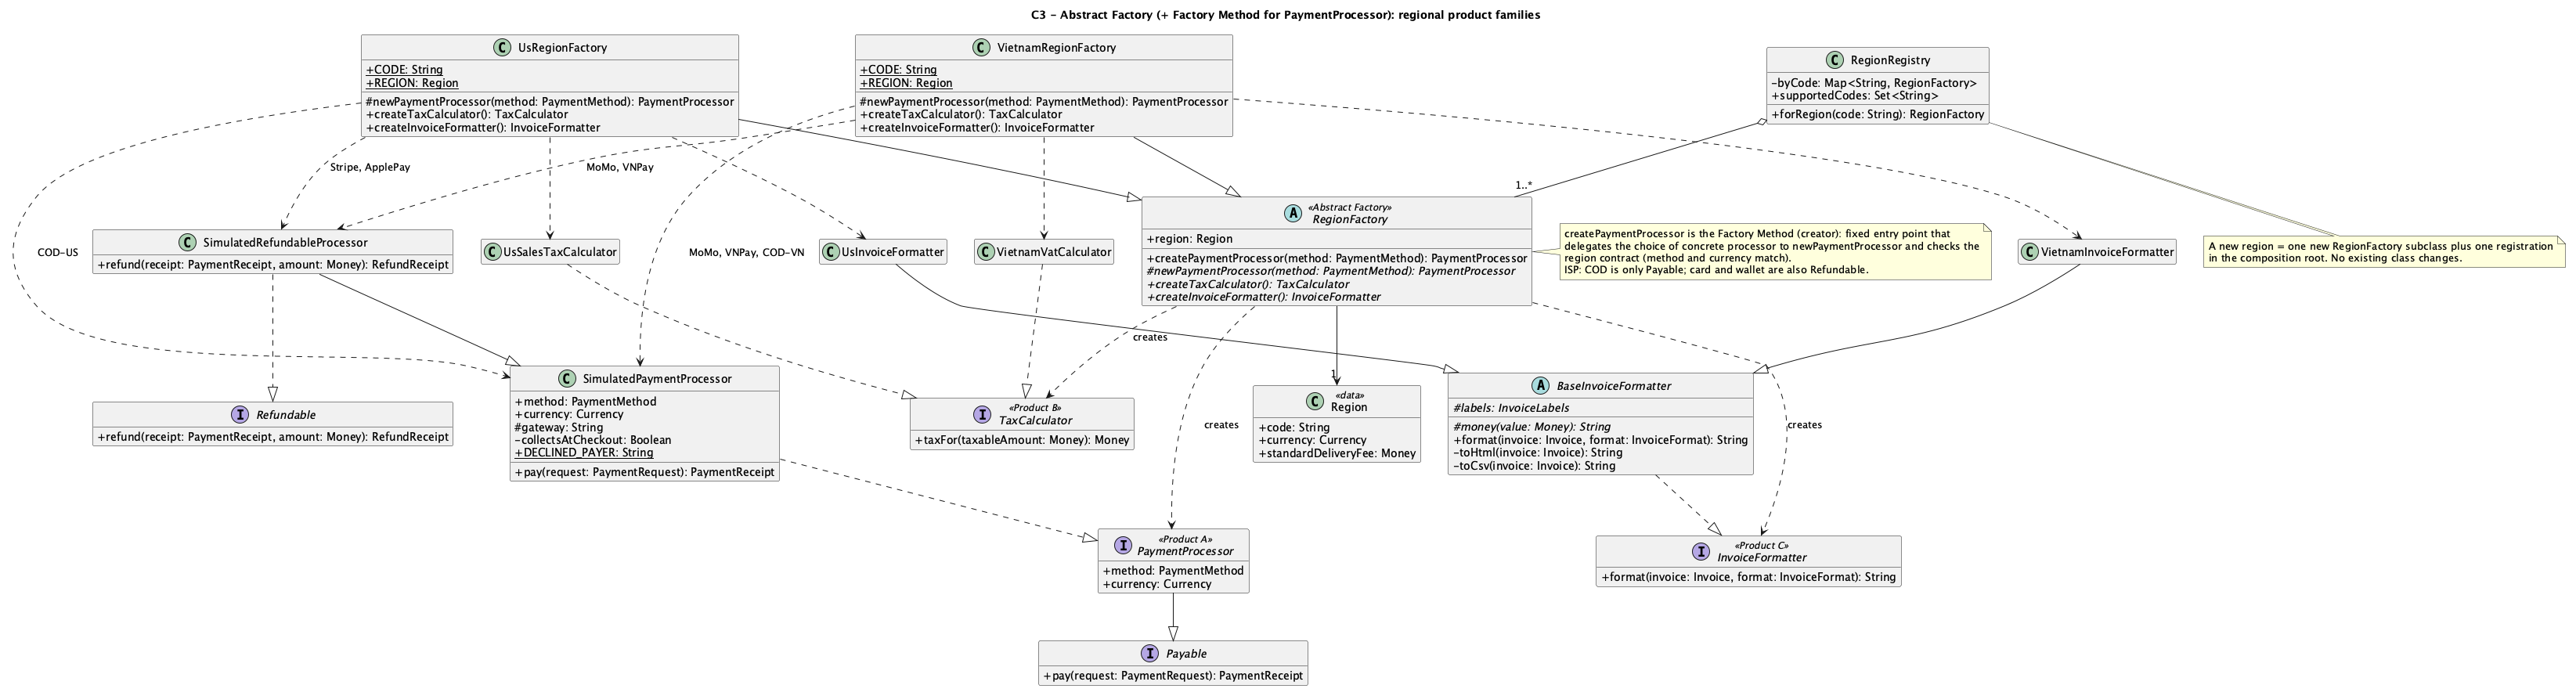 C3 - Abstract Factory (+ Factory Method for PaymentProcessor): regional product families
C UsRegionFactory
+CODE: String
+REGION: Region
#newPaymentProcessor(method: PaymentMethod): PaymentProcessor
+createTaxCalculator(): TaxCalculator
+createInvoiceFormatter(): InvoiceFormatter
C VietnamRegionFactory
+CODE: String
+REGION: Region
#newPaymentProcessor(method: PaymentMethod): PaymentProcessor
+createTaxCalculator(): TaxCalculator
+createInvoiceFormatter(): InvoiceFormatter
C RegionRegistry
-byCode: Map<String, RegionFactory>
+supportedCodes: Set<String>
+forRegion(code: String): RegionFactory
Stripe, ApplePay
MoMo, VNPay
1..*
COD-US
C SimulatedRefundableProcessor
+refund(receipt: PaymentReceipt, amount: Money): RefundReceipt
C UsSalesTaxCalculator
MoMo, VNPay, COD-VN
C UsInvoiceFormatter
C VietnamVatCalculator
A «Abstract Factory»
RegionFactory
+region: Region
+createPaymentProcessor(method: PaymentMethod): PaymentProcessor
#newPaymentProcessor(method: PaymentMethod): PaymentProcessor
+createTaxCalculator(): TaxCalculator
+createInvoiceFormatter(): InvoiceFormatter
createPaymentProcessor is the Factory Method (creator): fixed entry point that
delegates the choice of concrete processor to newPaymentProcessor and checks the
region contract (method and currency match).
ISP: COD is only Payable; card and wallet are also Refundable.
C VietnamInvoiceFormatter
A new region = one new RegionFactory subclass plus one registration
in the composition root. No existing class changes.
creates
1
I Refundable
+refund(receipt: PaymentReceipt, amount: Money): RefundReceipt
C SimulatedPaymentProcessor
+method: PaymentMethod
+currency: Currency
#gateway: String
-collectsAtCheckout: Boolean
+DECLINED_PAYER: String
+pay(request: PaymentRequest): PaymentReceipt
I «Product B»
TaxCalculator
+taxFor(taxableAmount: Money): Money
creates
C «data»
Region
+code: String
+currency: Currency
+standardDeliveryFee: Money
A BaseInvoiceFormatter
#labels: InvoiceLabels
#money(value: Money): String
+format(invoice: Invoice, format: InvoiceFormat): String
-toHtml(invoice: Invoice): String
-toCsv(invoice: Invoice): String
creates
I «Product A»
PaymentProcessor
+method: PaymentMethod
+currency: Currency
I «Product C»
InvoiceFormatter
+format(invoice: Invoice, format: InvoiceFormat): String
I Payable
+pay(request: PaymentRequest): PaymentReceipt